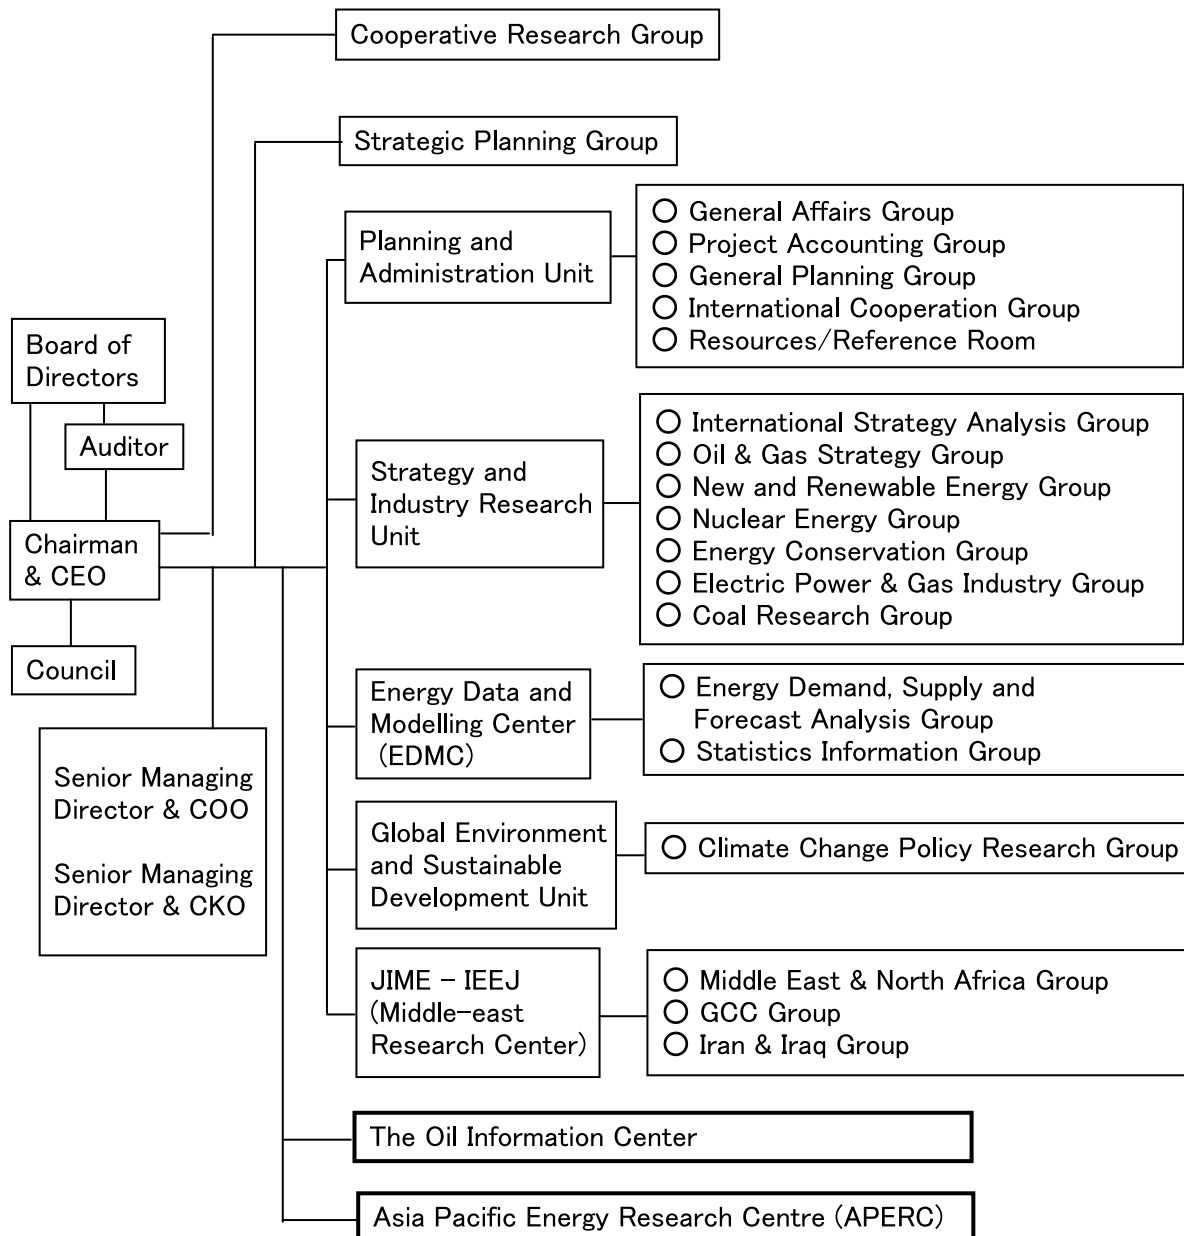 Cooperative Research Group
Strategic Planning Group
Planning and
Administration Unit
○ General Affairs Group
○ Project Accounting Group
○ General Planning Group
○ International Cooperation Group
○ Resources/Reference Room
Board of
Directors
Auditor
Chairman
& CEO
Council
Senior Managing
Director & COO
Senior Managing
Director & CKO
Strategy and
Industry Research
Unit
○ International Strategy Analysis Group
○ Oil & Gas Strategy Group
○ New and Renewable Energy Group
○ Nuclear Energy Group
○ Energy Conservation Group
○ Electric Power & Gas Industry Group
○ Coal Research Group
Energy Data and
Modelling Center
(EDMC)
○ Energy Demand, Supply and
Forecast Analysis Group
○ Statistics Information Group
Global Environment
and Sustainable
Development Unit
○ Climate Change Policy Research Group
JIME - IEEJ
(Middle-east
Research Center)
○ Middle East & North Africa Group
○ GCC Group
○ Iran & Iraq Group
The Oil Information Center
Asia Pacific Energy Research Centre (APERC)